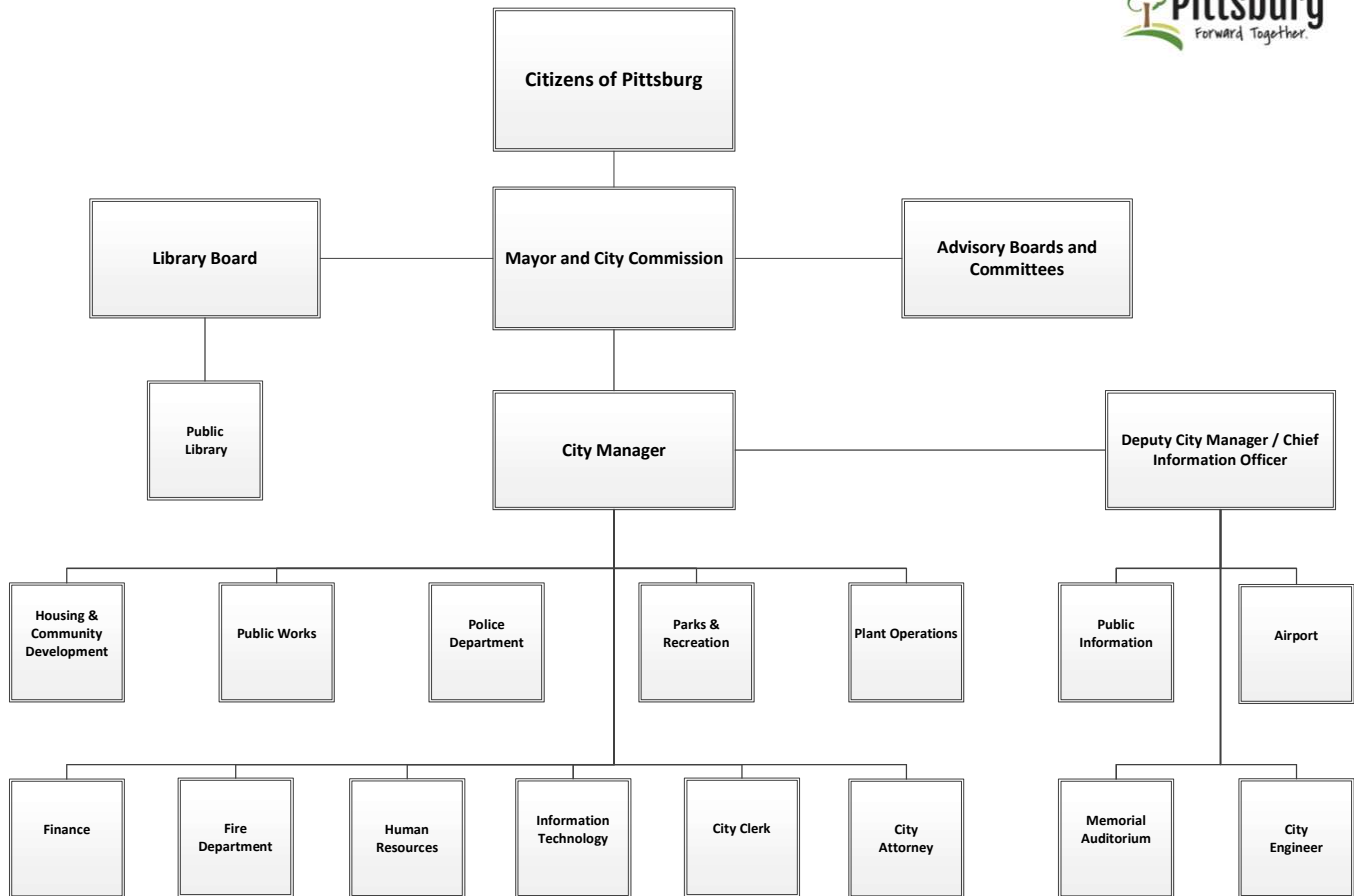 Pittsburg
Forward Together.
Citizens of Pittsburg
Library Board
Mayor and City Commission
Advisory Boards and
Committees
Public
Library
City Manager
Deputy City Manager / Chief
Information Officer
Housing &
Community
Development
Public Works
Police
Department
Parks &
Recreation
Plant Operations
Public
Information
Airport
Finance
Fire
Department
Human
Resources
Information
Technology
City Clerk
City
Attorney
Memorial
Auditorium
City
Engineer